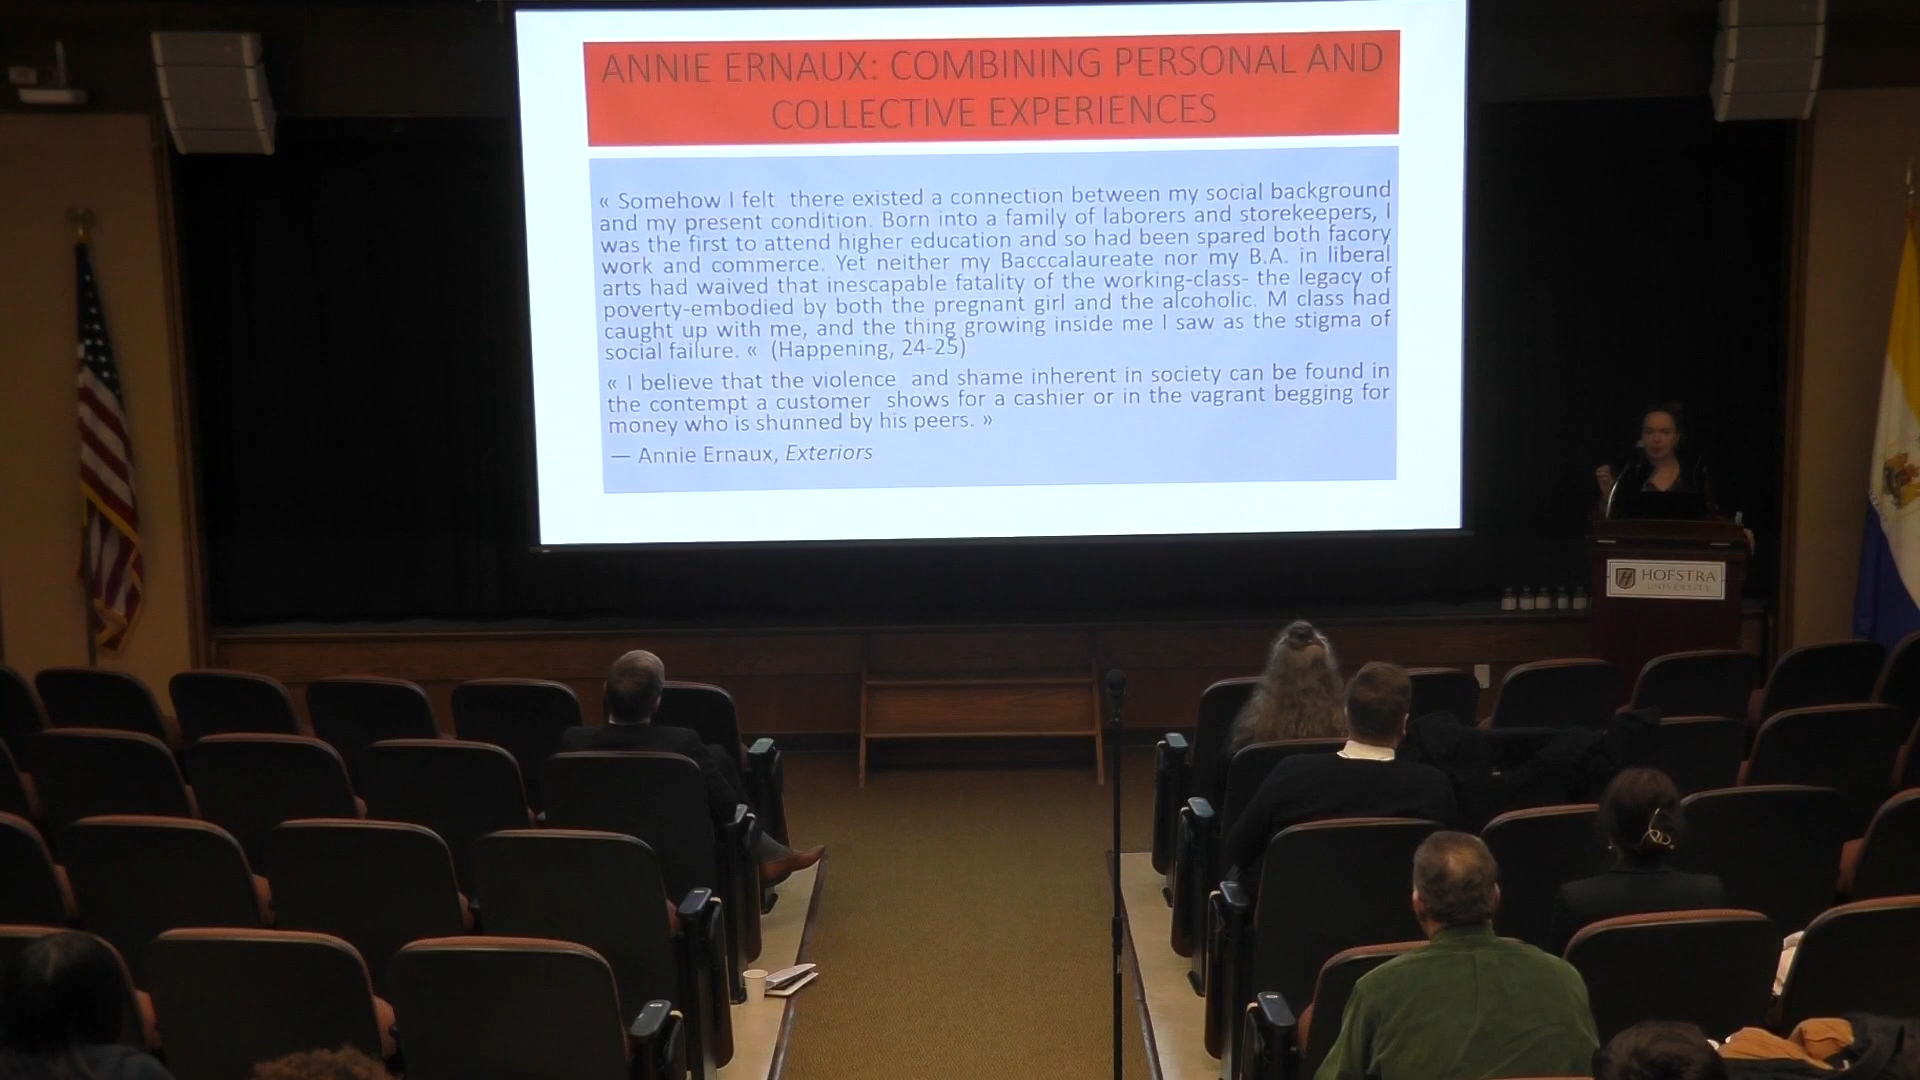 ANNIE ERNAUX: COMBINING PERSONAL AND
COLLECTIVE EXPERIENCES
« Somehow I felt there existed a connection between my social background
and my present condition. Born into a family of laborers and storekeepers, I
was the first to attend higher education and so had been spared both facory
work and commerce. Yet neither my Bacccalaureate nor my B.A. in liberal
arts had waived that inescapable fatality of the working-class- the legacy of
poverty-embodied by both the pregnant girl and the alcoholic. M class had
caught up with me, and the thing growing inside me I saw as the stigma of
social failure. « (Happening, 24-25)
« I believe that the violence and shame inherent in society can be found in
the contempt a customer shows for a cashier or in the vagrant begging for
money who is shunned by his peers. »
— Annie Ernaux, Exteriors
HOFSTRA
UNIVERSITY